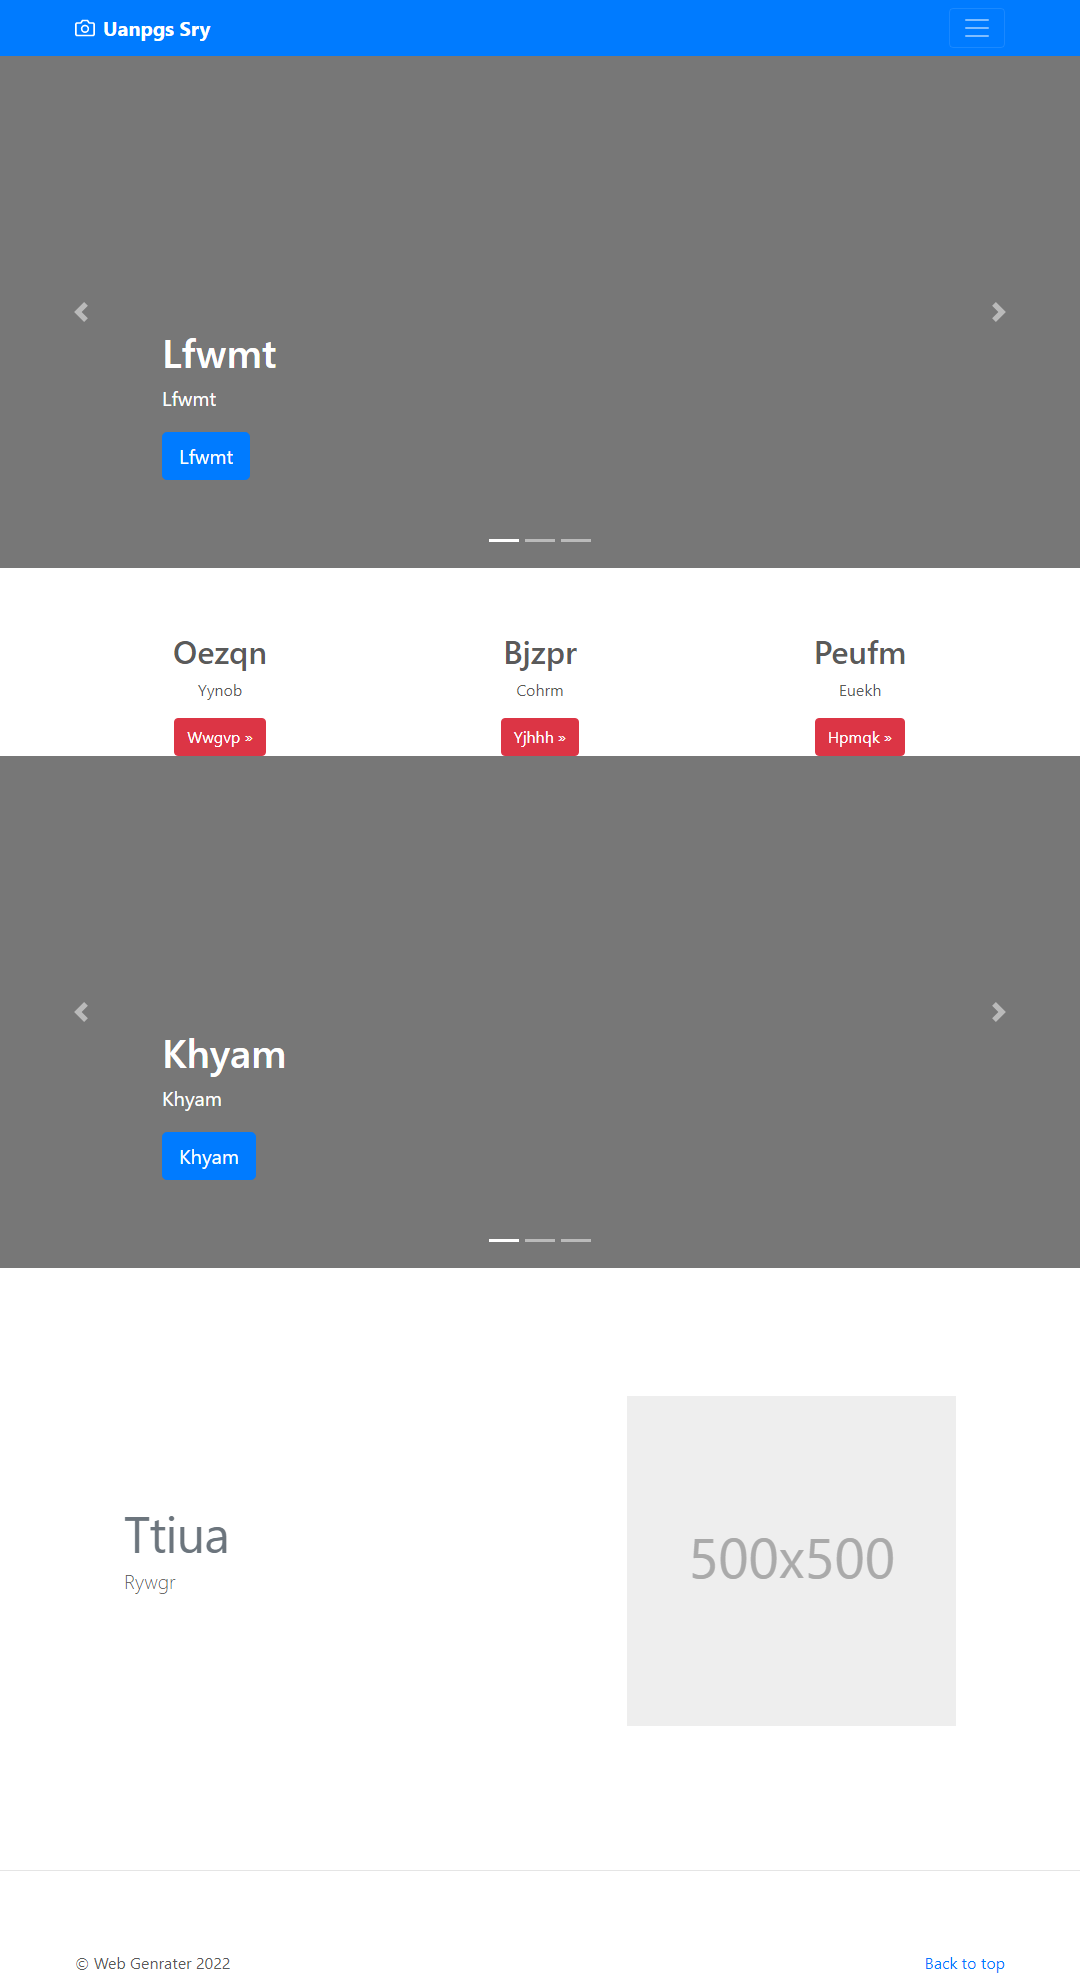 Uanpgs Sry
Lfwmt
Lfwmt
Lfwmt
Oezqn
Yynob
Wwgvp »
Bjzpr
Cohrm
Yjhhh »
Peufm
Euekh
Hpmqk »
Khyam
Khyam
Khyam
Ttiua
Rywgr
500x500
© Web Genrater 2022
Back to top